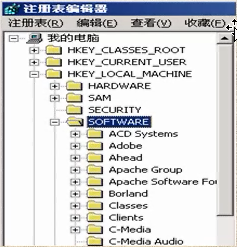 注册表编辑器
注册表(R) 编辑(E) 查看(V) 收藏(F)
我的电脑
HKEY_CLASSES_ROOT
HKEY_CURRENT_USER
HKEY_LOCAL_MACHINE
HARDWARE
SAM
SECURITY
SOFTWARE
ACD Systems
Adobe
Ahead
Apache Group
Apache Software Fou
Borland
Classes
Clients
C-Media
C-Media Audio